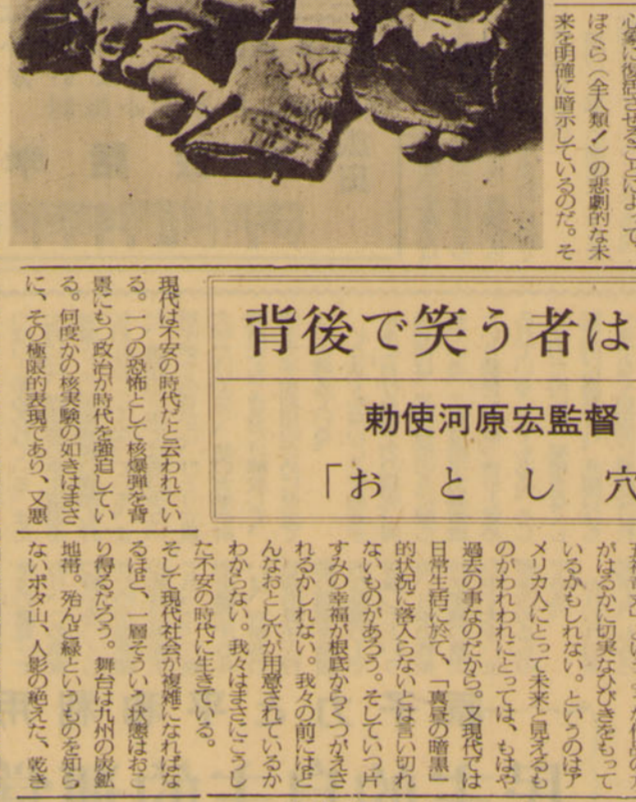 心象に復活させることによって
ぼくら（全人類！）の悲劇的な未
来を明確に暗示しているのだ。そ
背後で笑う者は
勅使河原宏監督
「おとし穴
現代は不安の時代だと云われてい
る。一つの恐怖として核爆弾を背
景にもつ政治が時代を強迫してい
る。何度かの核実験の如きはまさ
に、その極限的表現であり、又悪
がはるかに切実なひびきをもって
いるかもしれない。というのはア
メリカ人にとって未来と見えるも
のがわれわれにとっては、もはや
過去の事なのだから。又現代では
日常生活に於て、「真昼の暗黒」
的状況に落入らないとは言い切れ
ないものがあろう。そしていつ片
すみの幸福が根底からくつがえさ
れるかしれない。我々の前にはど
んなおとし穴が用意されているか
わからない。我々はまさにこうし
た不安の時代に生きている。
そして現代社会が複雑になればな
るほど、一層そういう状態はおこ
り得るだろう。舞台は九州の炭鉱
地帯。殆んど緑というものを知ら
ないボタ山、人影の絶えた、乾き